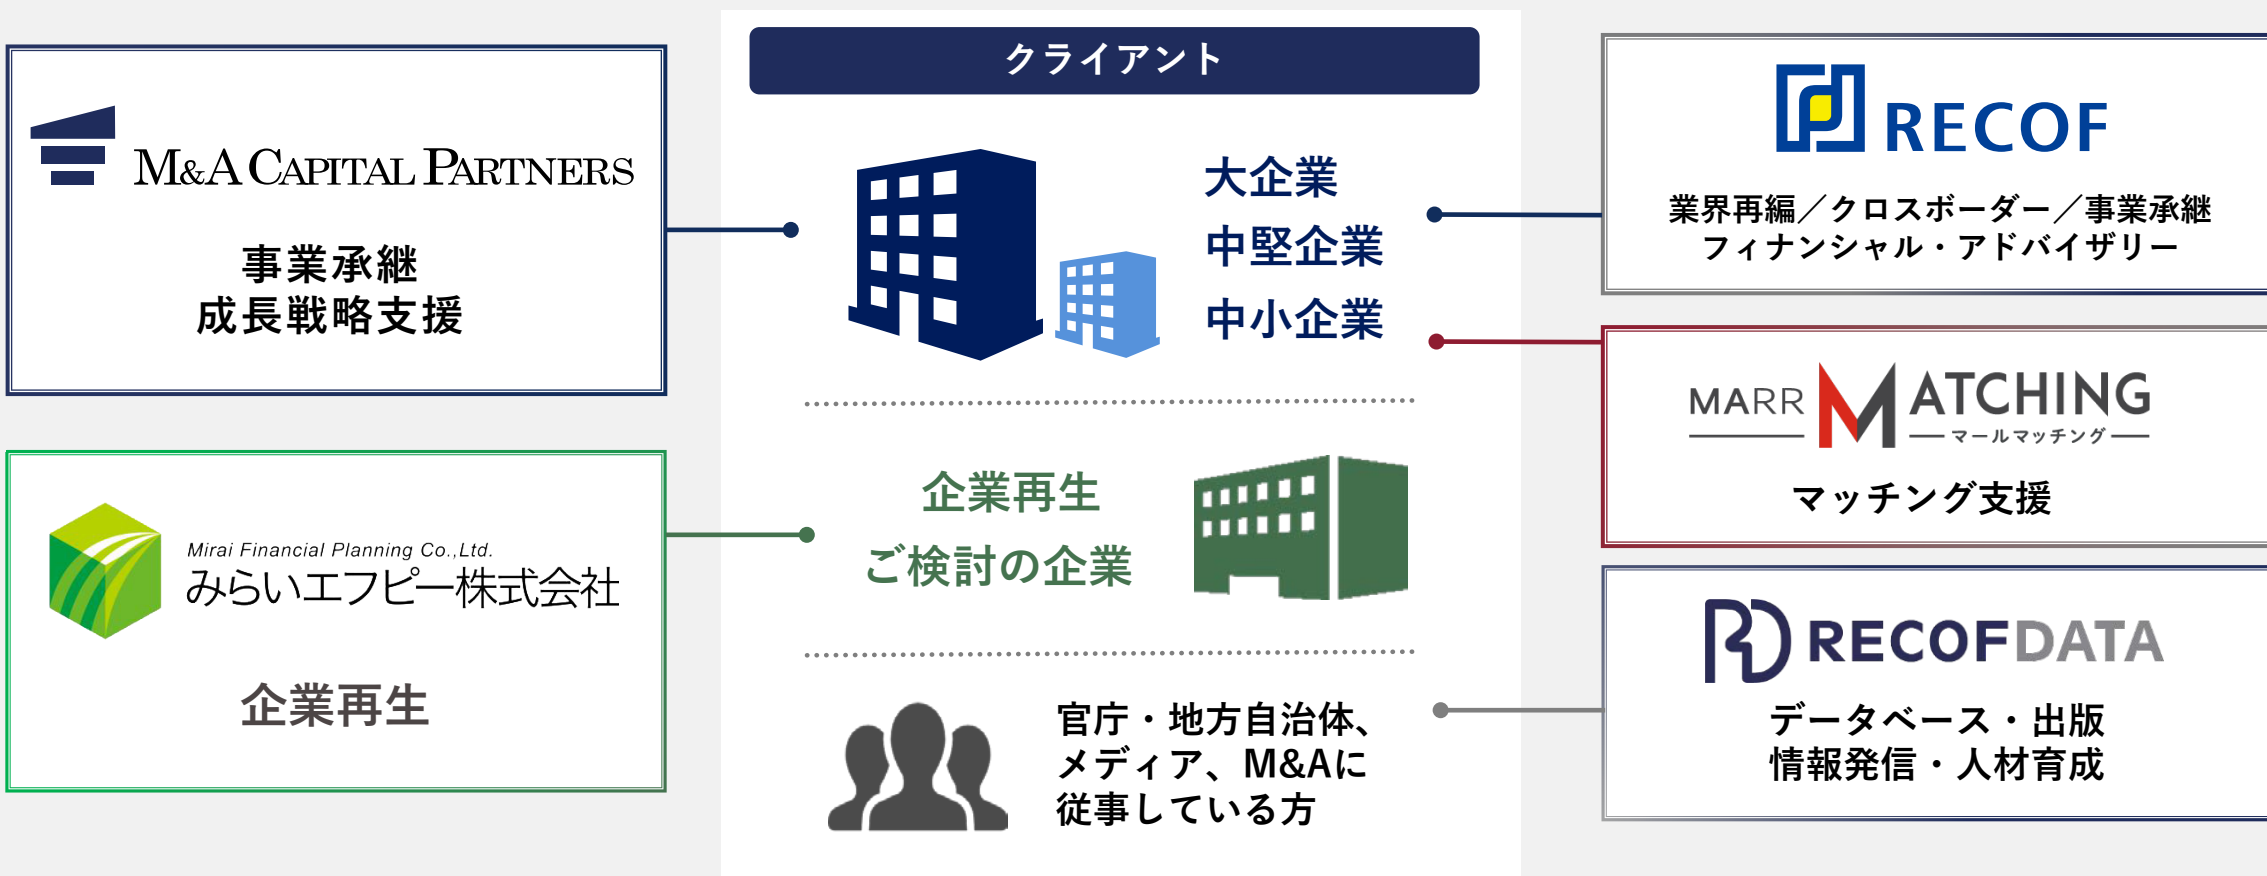 M&A CAPITAL PARTNERS
事業承継
成長戦略支援
Mirai Financial Planning Co.,Ltd.
みらいエフピー株式会社
企業再生
クライアント
大企業
中堅企業
中小企業
企業再生
ご検討の企業
官庁・地方自治体、
メディア、M&Aに
従事している方
RECOF
業界再編／クロスボーダー／事業承継
フィナンシャル・アドバイザリー
MARR MATCHING
マールマッチング
マッチング支援
RECOFDATA
データベース・出版
情報発信・人材育成